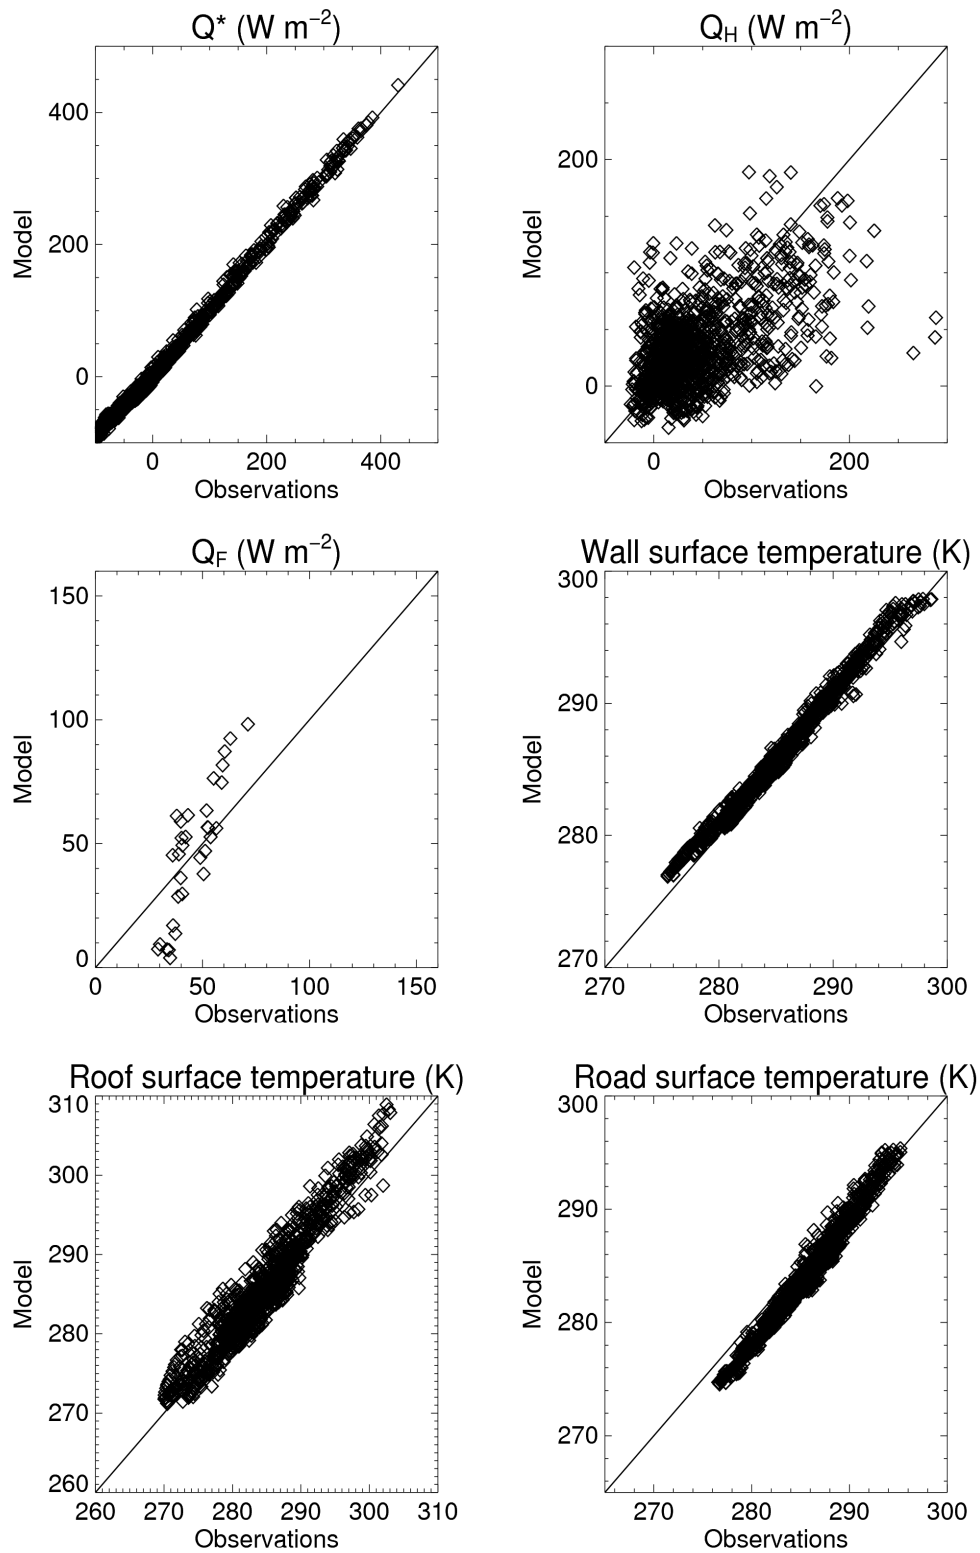 Q* (W m−2)
400
200
0
Model
0 200 400
Observations
QH (W m−2)
200
0
Model
0 200
Observations
QF (W m−2)
150
100
50
0
Model
0 50 100 150
Observations
Wall surface temperature (K)
300
290
280
270
Model
270 280 290 300
Observations
Roof surface temperature (K)
310
300
290
280
270
260
Model
260 270 280 290 300 310
Observations
Road surface temperature (K)
300
290
280
270
Model
270 280 290 300
Observations